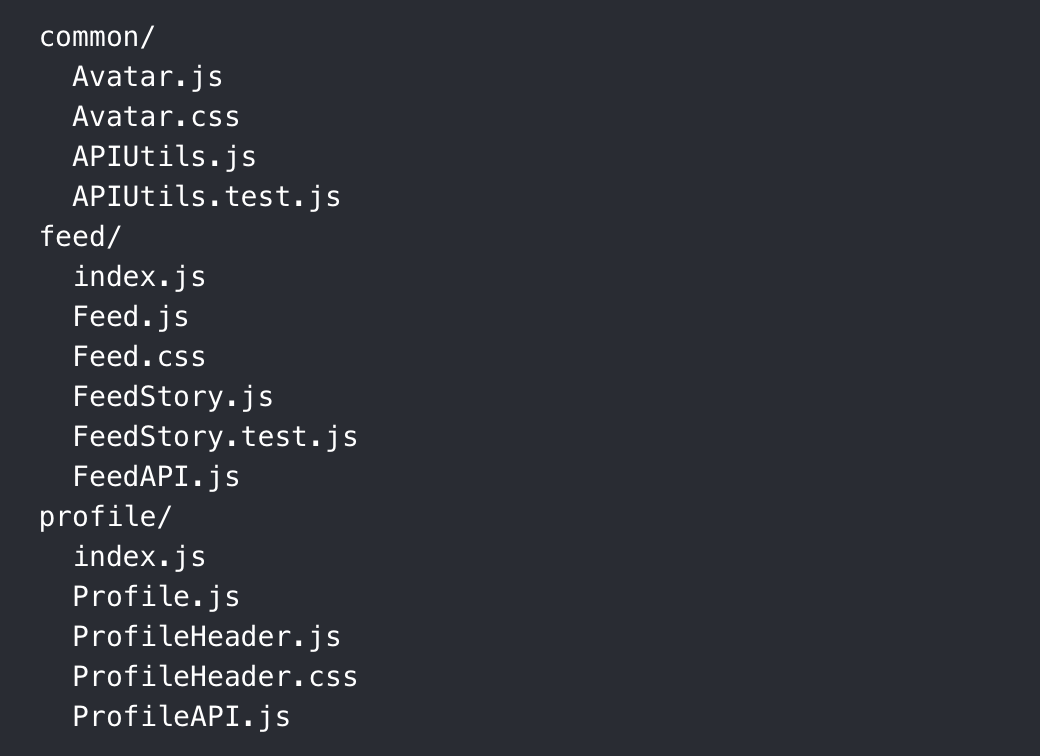 common/
  Avatar.js
  Avatar.css
  APIUtils.js
  APIUtils.test.js
feed/
  index.js
  Feed.js
  Feed.css
  FeedStory.js
  FeedStory.test.js
  FeedAPI.js
profile/
  index.js
  Profile.js
  ProfileHeader.js
  ProfileHeader.css
  ProfileAPI.js